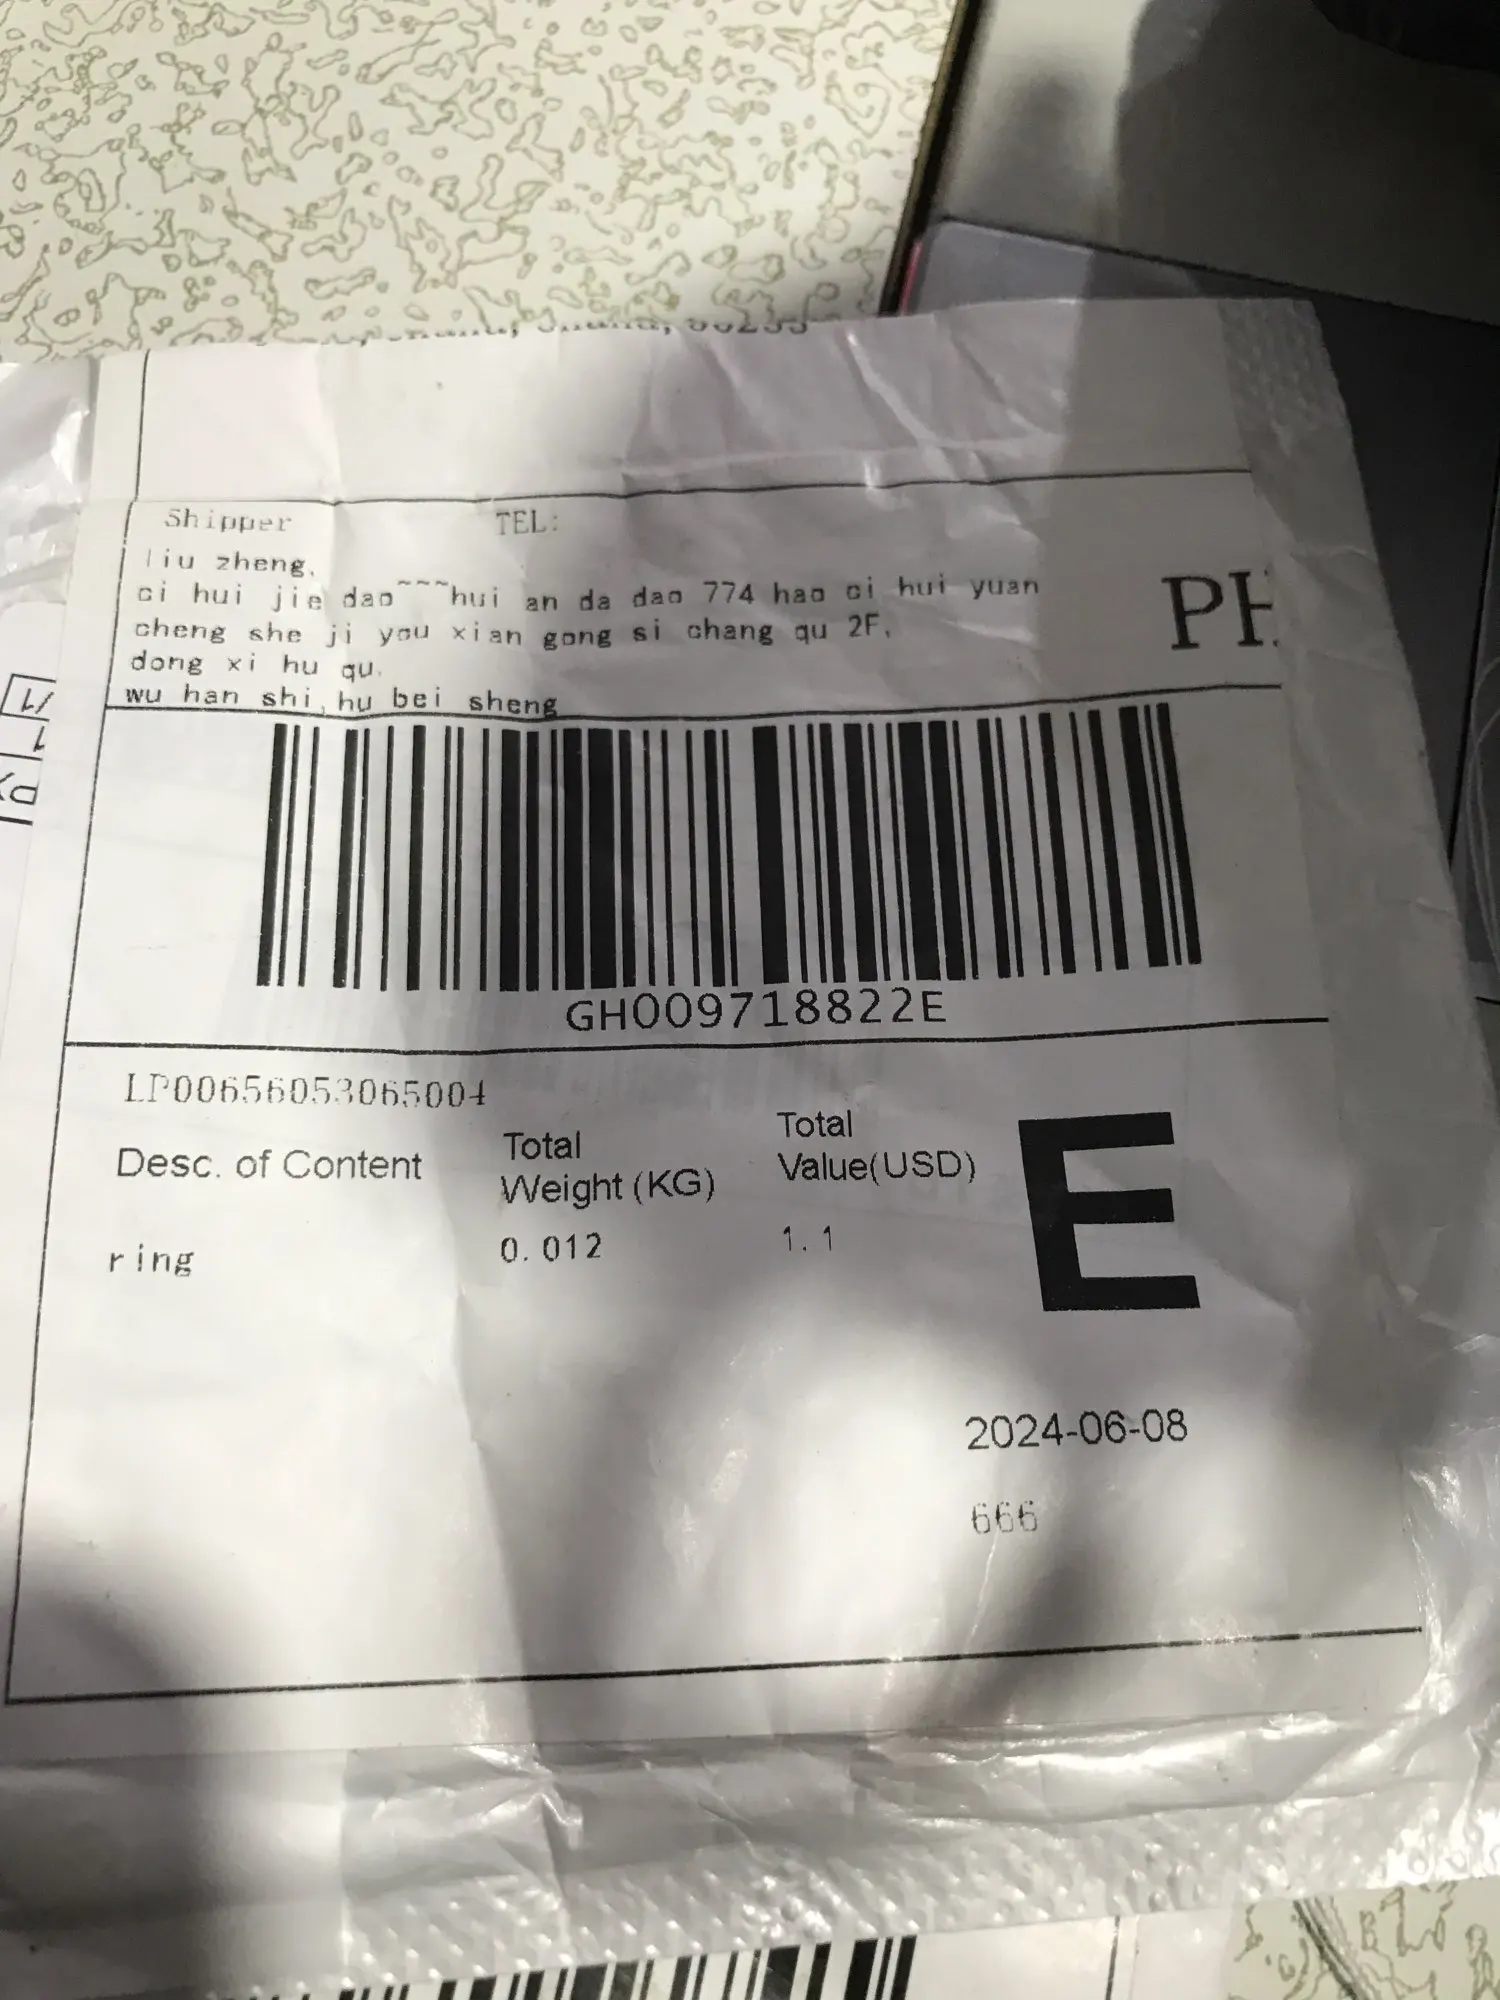 Shipper TEL:
liu zheng,
ci hui jie dao~~~hui an da dao 774 hao ci hui yuan
cheng she ji you xian gong si chang qu 2F,
dong xi hu qu,
wu han shi, hu bei sheng
PH
GH009718822E
LP00656053065004
Desc. of Content
Total
Weight (KG)
Total
Value(USD)
E
ring
0.012
1.1
2024-06-08
666